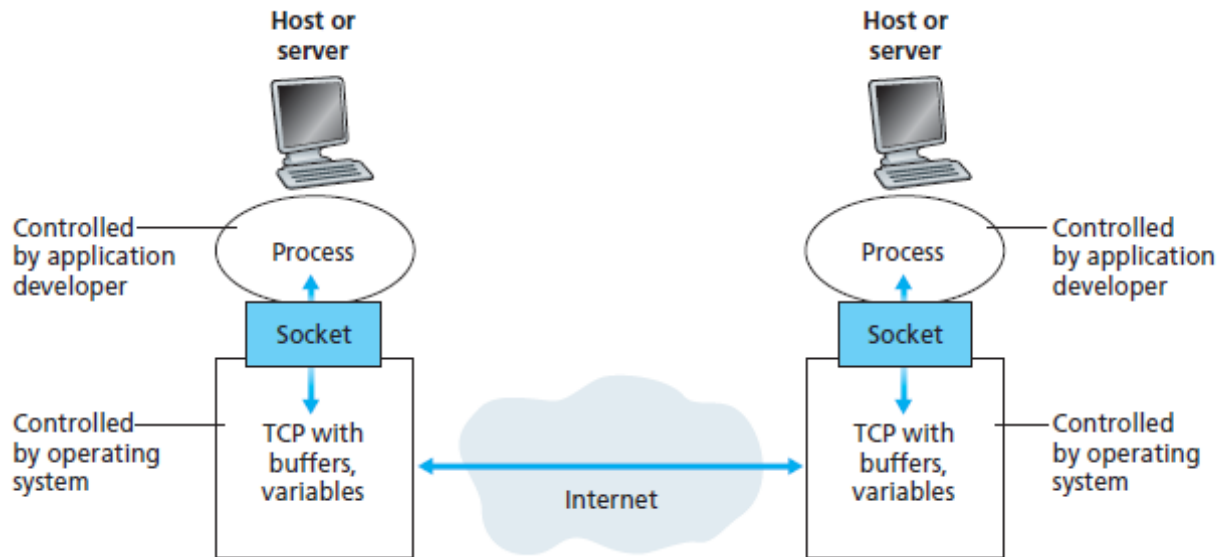 Host or
server
Host or
server
Controlled
by application
developer
Process
Process
Controlled
by application
developer
Socket
Socket
Controlled
by operating
system
TCP with
buffers,
variables
Internet
TCP with
buffers,
variables
Controlled
by operating
system